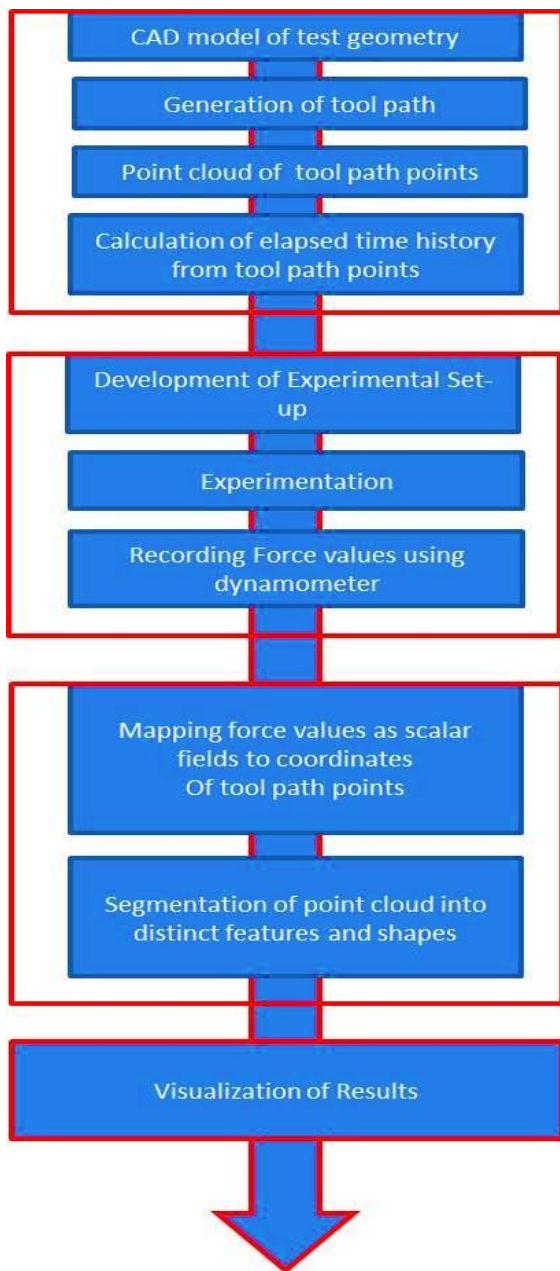 CAD model of test geometry
Generation of tool path
Point cloud of tool path points
Calculation of elapsed time history
from tool path points
Development of Experimental Set-
up
Experimentation
Recording Force values using
dynamometer
Mapping force values as scalar
fields to coordinates
Of tool path points
Segmentation of point cloud into
distinct features and shapes
Visualization of Results